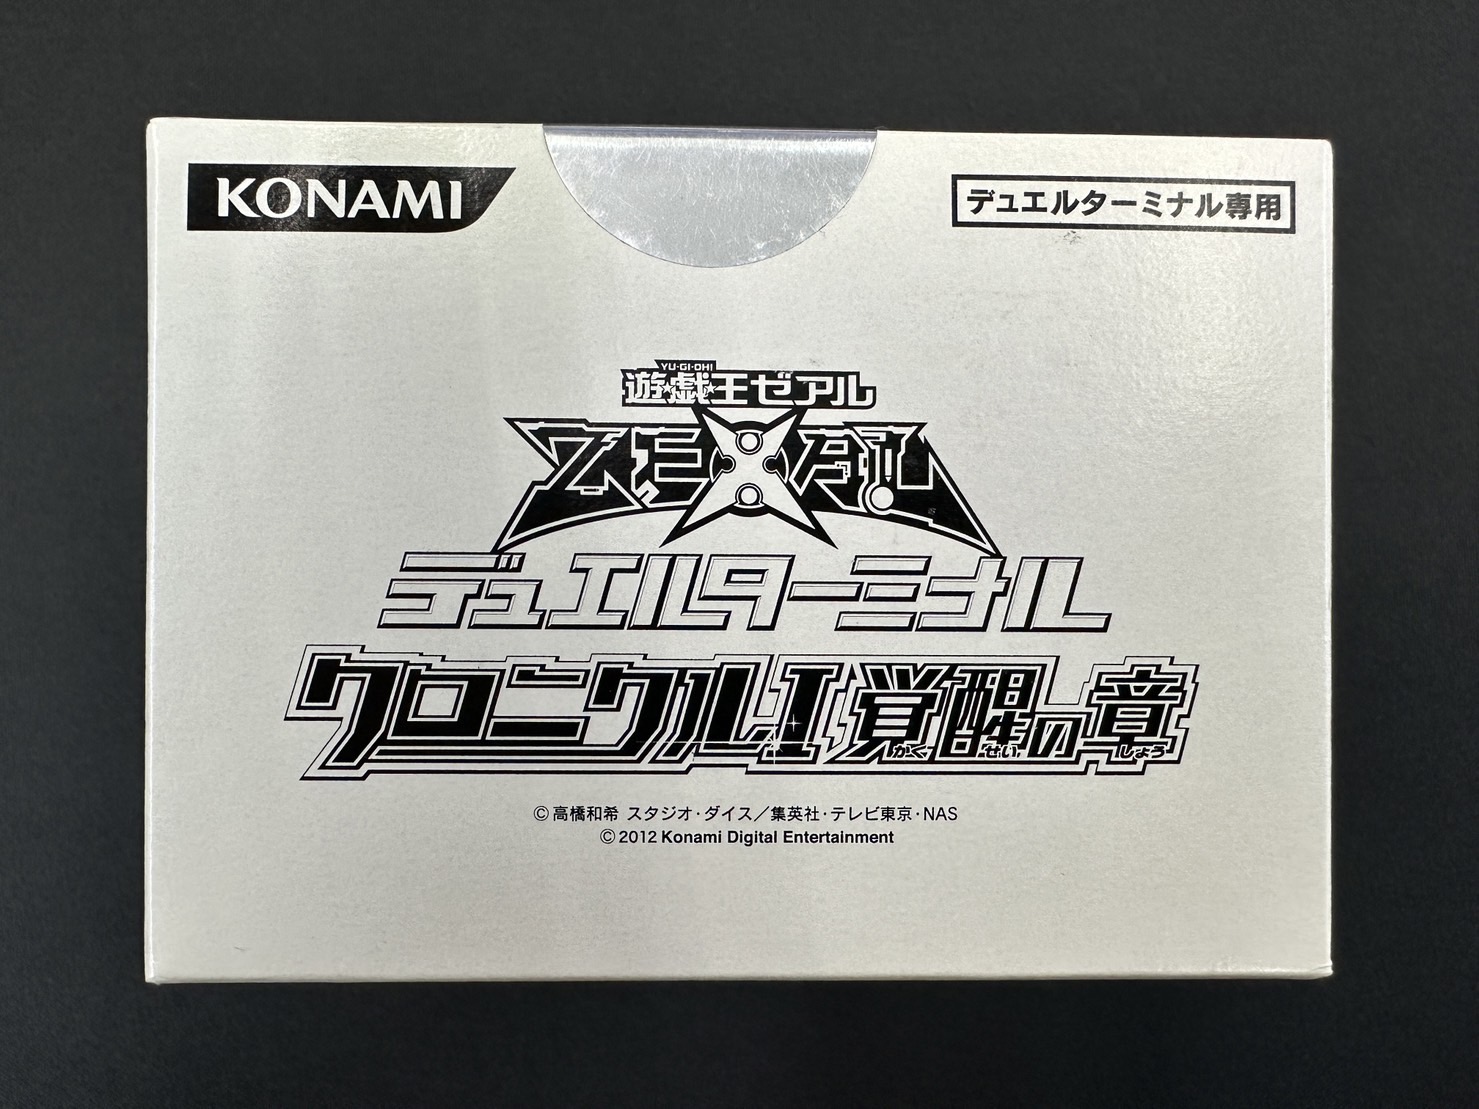 KONAMI
デュエルターミナル専用
YU-GI-OH!
遊☆戯☆王ゼアル
ZEXAL
デュエルターミナル
クロニクルI 覚醒の章
かくせい しょう
©高橋和希 スタジオ・ダイス／集英社・テレビ東京・NAS
©2012 Konami Digital Entertainment